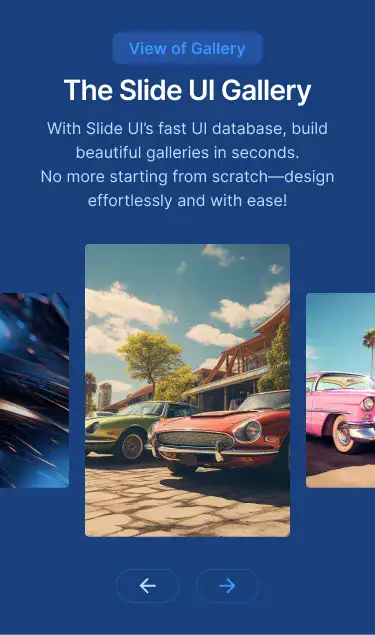 View of Gallery
The Slide UI Gallery
With Slide UI’s fast UI database, build
beautiful galleries in seconds.
No more starting from scratch—design
effortlessly and with ease!